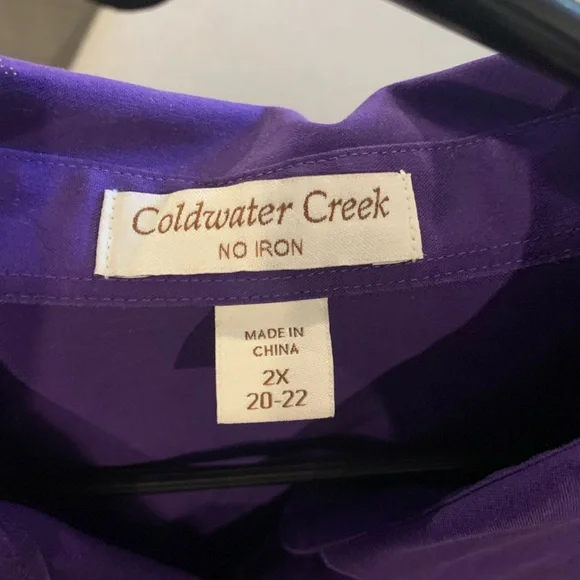 Coldwater Creek
NO IRON
MADE IN
CHINA
2X
20-22